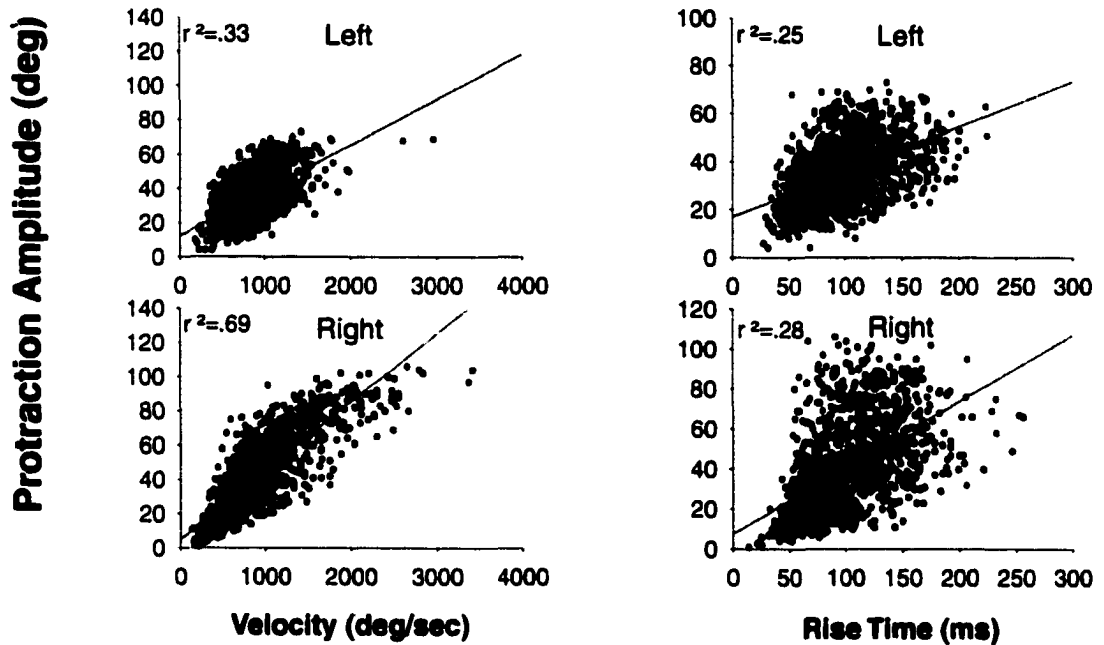 Protraction Amplitude (deg)
r²=.33 Left
140
120
100
80
60
40
20
0
0 1000 2000 3000 4000
r²=.25 Left
100
80
60
40
20
0
0 50 100 150 200 250 300
r²=.69 Right
140
120
100
80
60
40
20
0
0 1000 2000 3000 4000
Velocity (deg/sec)
r²=.28 Right
120
100
80
60
40
20
0
0 50 100 150 200 250 300
Rise Time (ms)